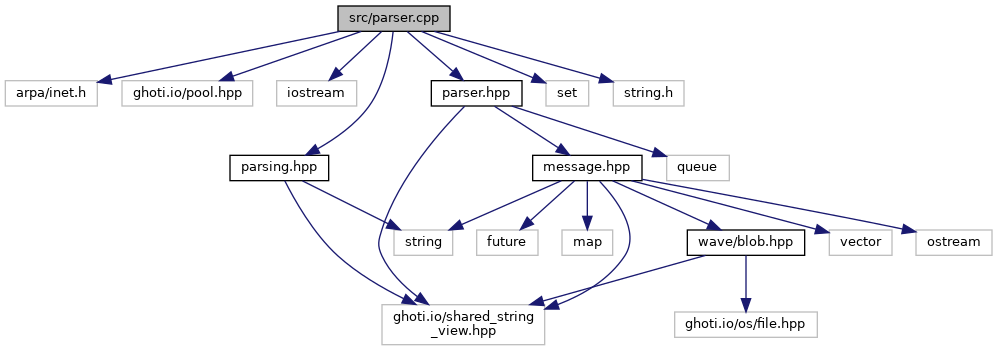 src/parser.cpp
arpa/inet.h
ghoti.io/pool.hpp
iostream
parser.hpp
set
string.h
parsing.hpp
message.hpp
queue
string
future
map
wave/blob.hpp
vector
ostream
ghoti.io/shared_string
_view.hpp
ghoti.io/os/file.hpp